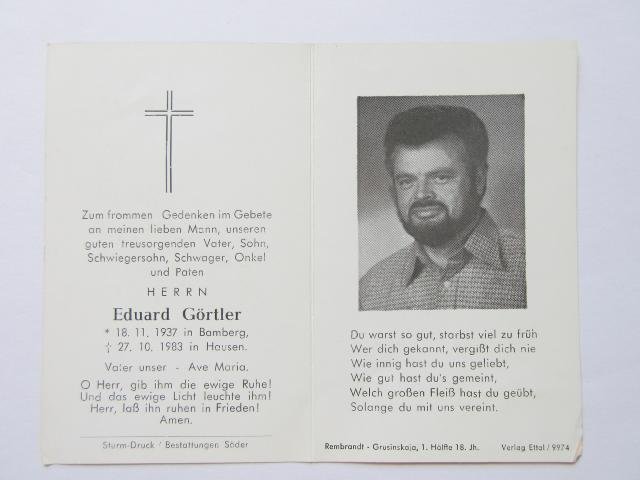 Zum frommen Gedenken im Gebete
an meinen lieben Mann, unseren
guten treusorgenden Vater, Sohn,
Schwiegersohn, Schwager, Onkel
und Paten
HERRN
Eduard Görtler
* 18. 11. 1937 in Bamberg,
† 27. 10. 1983 in Hausen.
Vater unser - Ave Maria.
O Herr, gib ihm die ewige Ruhe!
Und das ewige Licht leuchte ihm!
Herr, laß ihn ruhen in Frieden!
Amen.
Sturm-Druck / Bestattungen Söder
Du warst so gut, starbst viel zu früh
Wer dich gekannt, vergißt dich nie
Wie innig hast du uns geliebt,
Wie gut hast du's gemeint,
Welch großen Fleiß hast du geübt,
Solange du mit uns vereint.
Rembrandt - Grusinskaja, 1. Hälfte 18. Jh. Verlag Ettal / 9974